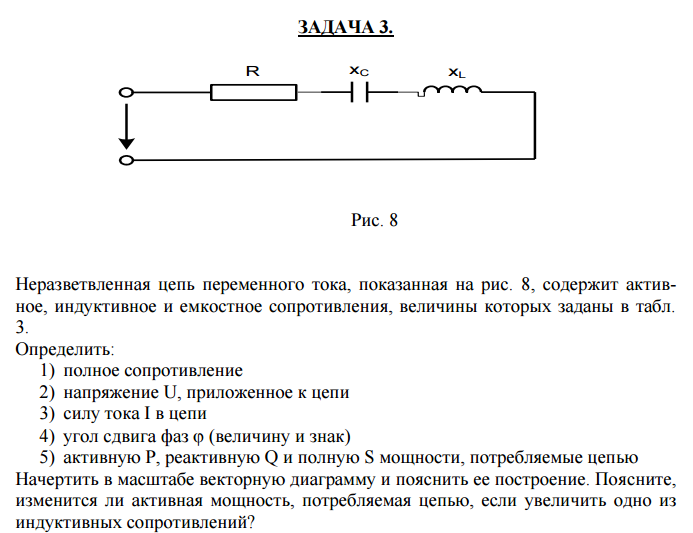 ЗАДАЧА 3.
R xC xL
Рис. 8
Неразветвленная цепь переменного тока, показанная на рис. 8, содержит актив-
ное, индуктивное и емкостное сопротивления, величины которых заданы в табл.
3.
Определить:
1) полное сопротивление
2) напряжение U, приложенное к цепи
3) силу тока I в цепи
4) угол сдвига фаз φ (величину и знак)
5) активную P, реактивную Q и полную S мощности, потребляемые цепью
Начертить в масштабе векторную диаграмму и пояснить ее построение. Поясните,
изменится ли активная мощность, потребляемая цепью, если увеличить одно из
индуктивных сопротивлений?